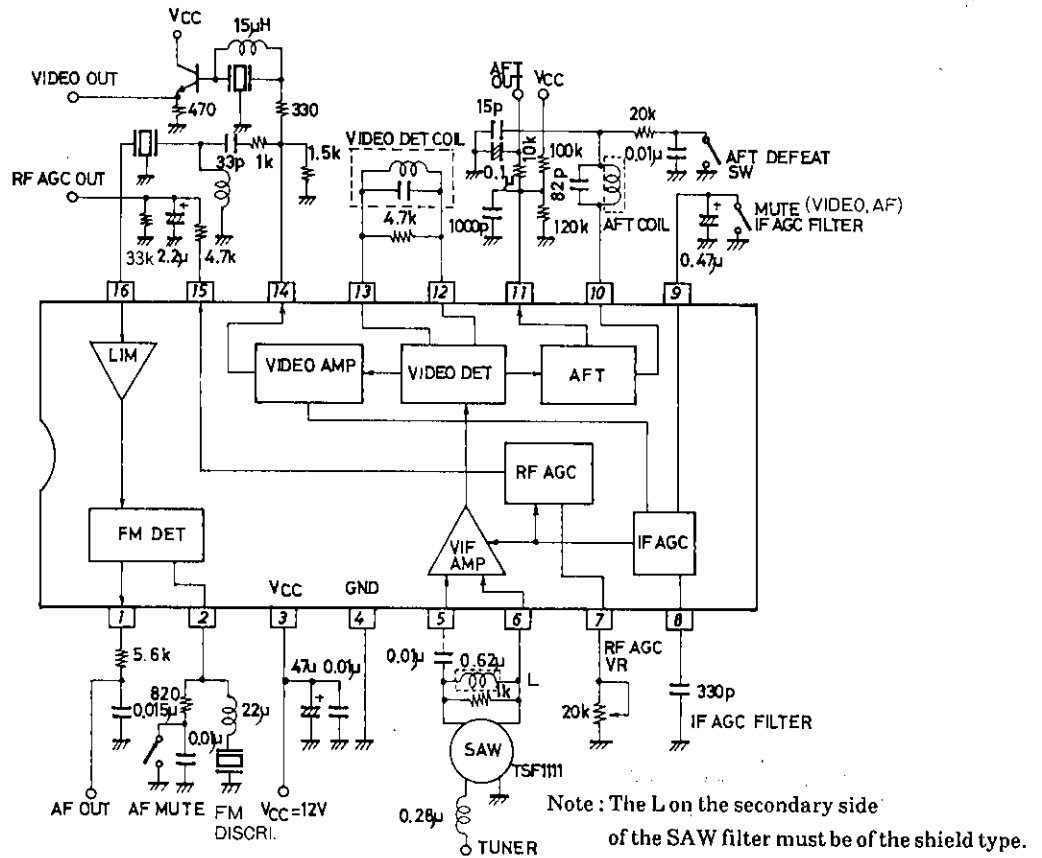 VCC
15μH
VIDEO OUT
470
330
AFT
OUT
VCC
15p
20k
0.01μ
AFT DEFEAT
SW
33p
1k
1.5k
VIDEO DET COIL
4.7k
0.1
10k
100k
82p
1000p
120k
AFT COIL
RF AGC OUT
33k
2.2μ
4.7k
MUTE (VIDEO, AF)
IF AGC FILTER
0.47μ
16
15
14
13
12
11
10
9
LIM
VIDEO AMP
VIDEO DET
AFT
RF AGC
FM DET
VIF
AMP
IF AGC
VCC
GND
1
2
3
4
5
6
7
8
5.6k
0.015μ
820
0.01μ
22μ
47μ
0.01μ
0.01μ
0.62μ
L
1k
RF AGC
VR
20k
330p
IF AGC FILTER
SAW
TSF1111
AF OUT
AF MUTE
FM
DISCRI.
VCC=12V
0.28μ
TUNER
Note : The L on the secondary side
of the SAW filter must be of the shield type.